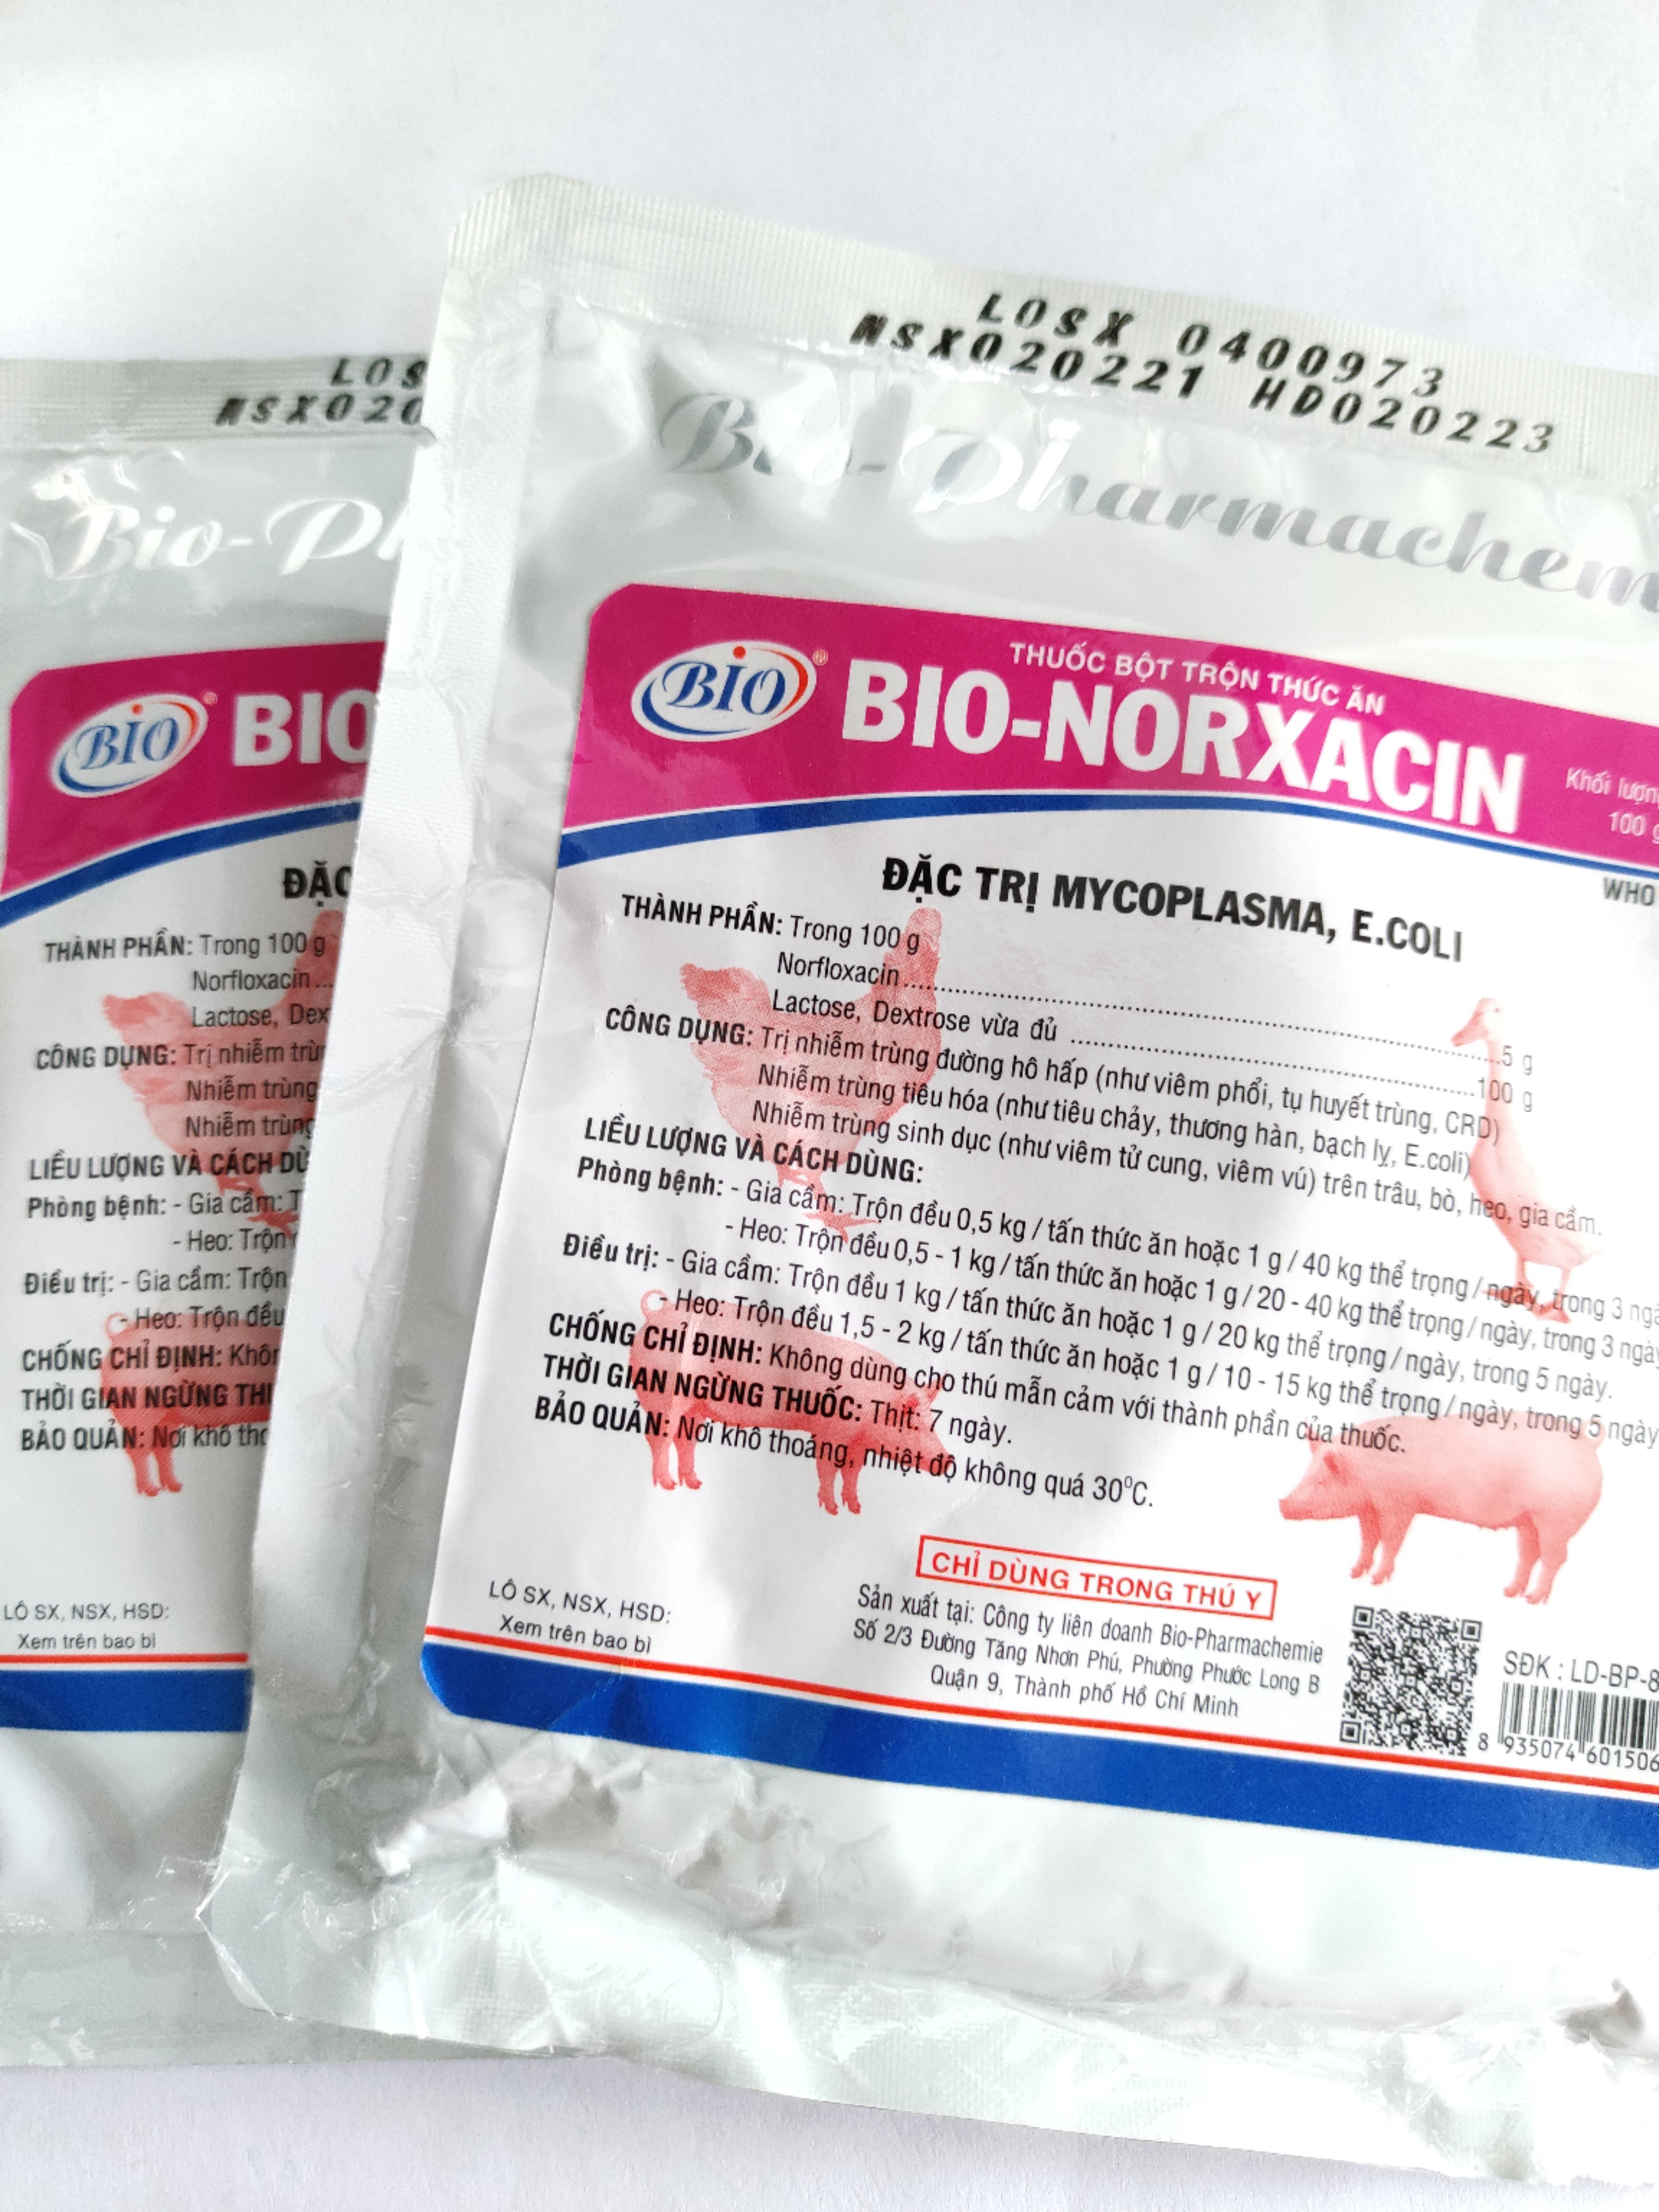 LOS
NSX020
Bio-Ph
BIO
BIO
ĐẶC
THÀNH PHẦN: Trong 100 g
Norfloxacin ...
Lactose, Dex
CÔNG DỤNG: Trị nhiễm trùn
Nhiễm trùng
Nhiễm trùng
LIỀU LƯỢNG VÀ CÁCH DÙ
Phòng bệnh: - Gia cầm: T
- Heo: Trộn
Điều trị: - Gia cầm: Trộn
- Heo: Trộn đều
CHỐNG CHỈ ĐỊNH: Khôn
THỜI GIAN NGỪNG THU
BẢO QUẢN: Nơi khô tho
LÔ SX, NSX, HSD:
Xem trên bao bì
LOSX 0400973
NSX020221 HD020223
Bio-Pharmachem
BIO
THUỐC BỘT TRỘN THỨC ĂN
BIO-NORXACIN
Khối lượn
100 g
WHO
ĐẶC TRỊ MYCOPLASMA, E.COLI
THÀNH PHẦN: Trong 100 g
Norfloxacin ... 5 g
Lactose, Dextrose vừa đủ ... 100 g
CÔNG DỤNG: Trị nhiễm trùng đường hô hấp (như viêm phổi, tụ huyết trùng, CRD)
Nhiễm trùng tiêu hóa (như tiêu chảy, thương hàn, bạch lỵ, E.coli)
Nhiễm trùng sinh dục (như viêm tử cung, viêm vú) trên trâu, bò, heo, gia cầm.
LIỀU LƯỢNG VÀ CÁCH DÙNG:
Phòng bệnh: - Gia cầm: Trộn đều 0,5 kg / tấn thức ăn hoặc 1 g / 40 kg thể trọng / ngày, trong 3 ngà
- Heo: Trộn đều 0,5 - 1 kg / tấn thức ăn hoặc 1 g / 20 - 40 kg thể trọng / ngày, trong 3 ngày
Điều trị: - Gia cầm: Trộn đều 1 kg / tấn thức ăn hoặc 1 g / 20 kg thể trọng / ngày, trong 5 ngày.
- Heo: Trộn đều 1,5 - 2 kg / tấn thức ăn hoặc 1 g / 10 - 15 kg thể trọng / ngày, trong 5 ngày
CHỐNG CHỈ ĐỊNH: Không dùng cho thú mẫn cảm với thành phần của thuốc.
THỜI GIAN NGỪNG THUỐC: Thịt: 7 ngày.
BẢO QUẢN: Nơi khô thoáng, nhiệt độ không quá 30°C.
CHỈ DÙNG TRONG THÚ Y
LÔ SX, NSX, HSD:
Xem trên bao bì
Sản xuất tại: Công ty liên doanh Bio-Pharmachemie
Số 2/3 Đường Tăng Nhơn Phú, Phường Phước Long B
Quận 9, Thành phố Hồ Chí Minh
SĐK : LD-BP-8
8 935074 601506